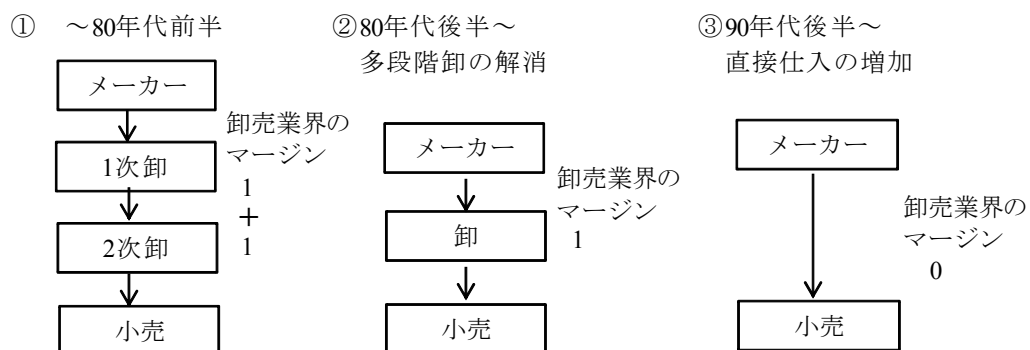 ① ～80年代前半
メーカー
1次卸
2次卸
小売
卸売業界の
マージン
1
＋
1
②80年代後半～
多段階卸の解消
メーカー
卸
小売
卸売業界の
マージン
1
③90年代後半～
直接仕入の増加
メーカー
小売
卸売業界の
マージン
0